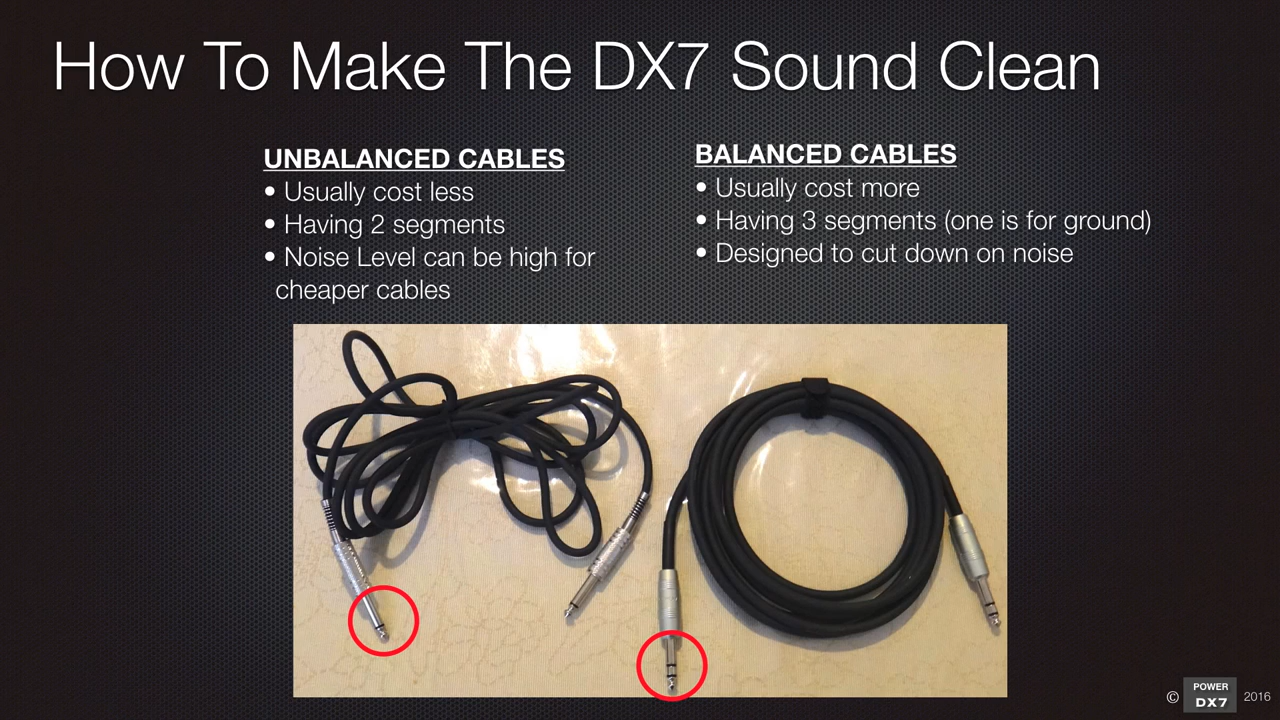 How To Make The DX7 Sound Clean
UNBALANCED CABLES
• Usually cost less
• Having 2 segments
• Noise Level can be high for
cheaper cables
BALANCED CABLES
• Usually cost more
• Having 3 segments (one is for ground)
• Designed to cut down on noise
© POWER DX7 2016